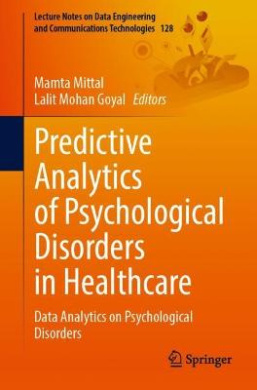 Lecture Notes on Data Engineering
and Communications Technologies 128
Mamta Mittal
Lalit Mohan Goyal Editors
Predictive
Analytics
of Psychological
Disorders
in Healthcare
Data Analytics on Psychological
Disorders
Springer